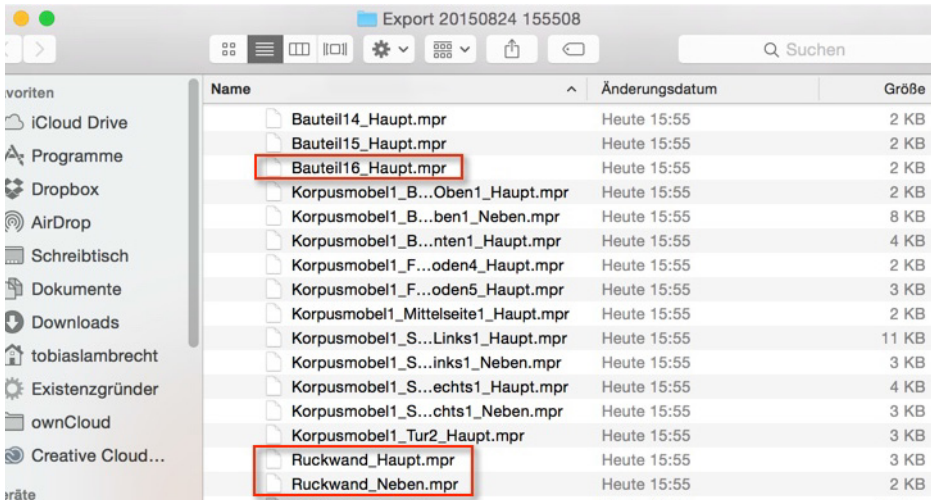 Export 20150824 155508
Suchen
voriten
iCloud Drive
Programme
Dropbox
AirDrop
Schreibtisch
Dokumente
Downloads
tobiaslambrecht
Existenzgründer
ownCloud
Creative Cloud...
eräte
Name Änderungsdatum Größe
Bauteil14_Haupt.mpr Heute 15:55 2 KB
Bauteil15_Haupt.mpr Heute 15:55 2 KB
Bauteil16_Haupt.mpr Heute 15:55 2 KB
Korpusmobel1_B...Oben1_Haupt.mpr Heute 15:55 2 KB
Korpusmobel1_B...ben1_Neben.mpr Heute 15:55 8 KB
Korpusmobel1_B...nten1_Haupt.mpr Heute 15:55 4 KB
Korpusmobel1_F...oden4_Haupt.mpr Heute 15:55 2 KB
Korpusmobel1_F...oden5_Haupt.mpr Heute 15:55 3 KB
Korpusmobel1_Mittelseite1_Haupt.mpr Heute 15:55 2 KB
Korpusmobel1_S...Links1_Haupt.mpr Heute 15:55 11 KB
Korpusmobel1_S...inks1_Neben.mpr Heute 15:55 3 KB
Korpusmobel1_S...echts1_Haupt.mpr Heute 15:55 4 KB
Korpusmobel1_S...chts1_Neben.mpr Heute 15:55 3 KB
Korpusmobel1_Tur2_Haupt.mpr Heute 15:55 3 KB
Ruckwand_Haupt.mpr Heute 15:55 3 KB
Ruckwand_Neben.mpr Heute 15:55 2 KB